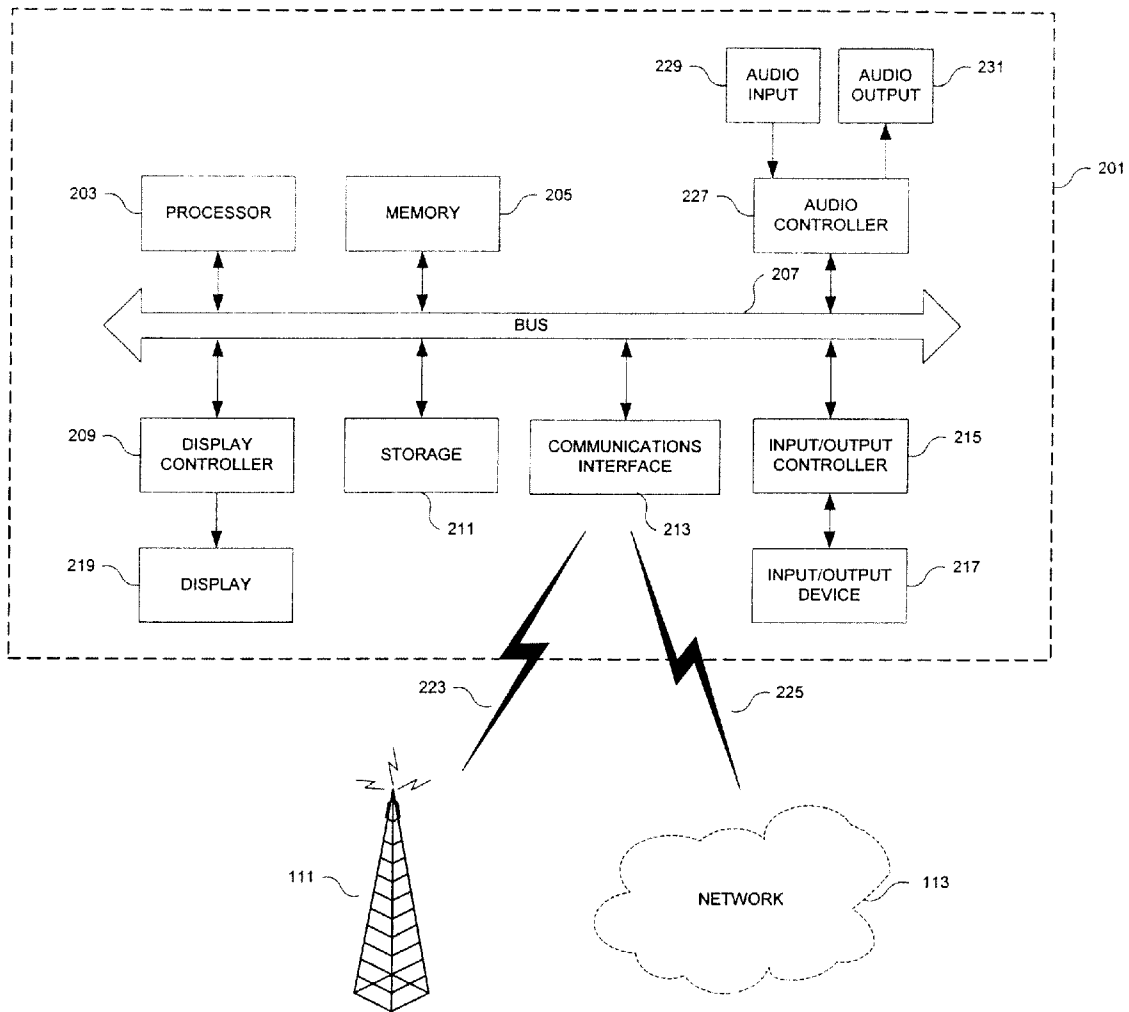 229
AUDIO
INPUT
AUDIO
OUTPUT
231
201
203
PROCESSOR
MEMORY
205
227
AUDIO
CONTROLLER
207
BUS
209
DISPLAY
CONTROLLER
STORAGE
211
COMMUNICATIONS
INTERFACE
213
INPUT/OUTPUT
CONTROLLER
215
219
DISPLAY
INPUT/OUTPUT
DEVICE
217
223
225
111
NETWORK
113